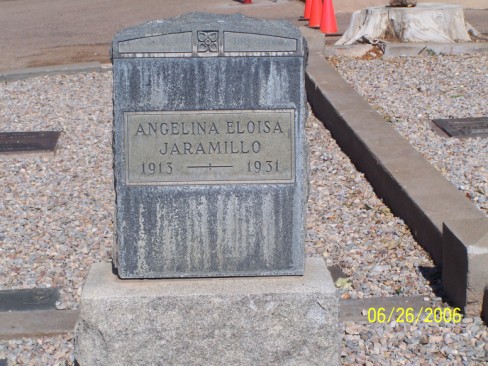 ANGELINA ELOISA
JARAMILLO
1913 — 1931
06/26/2006